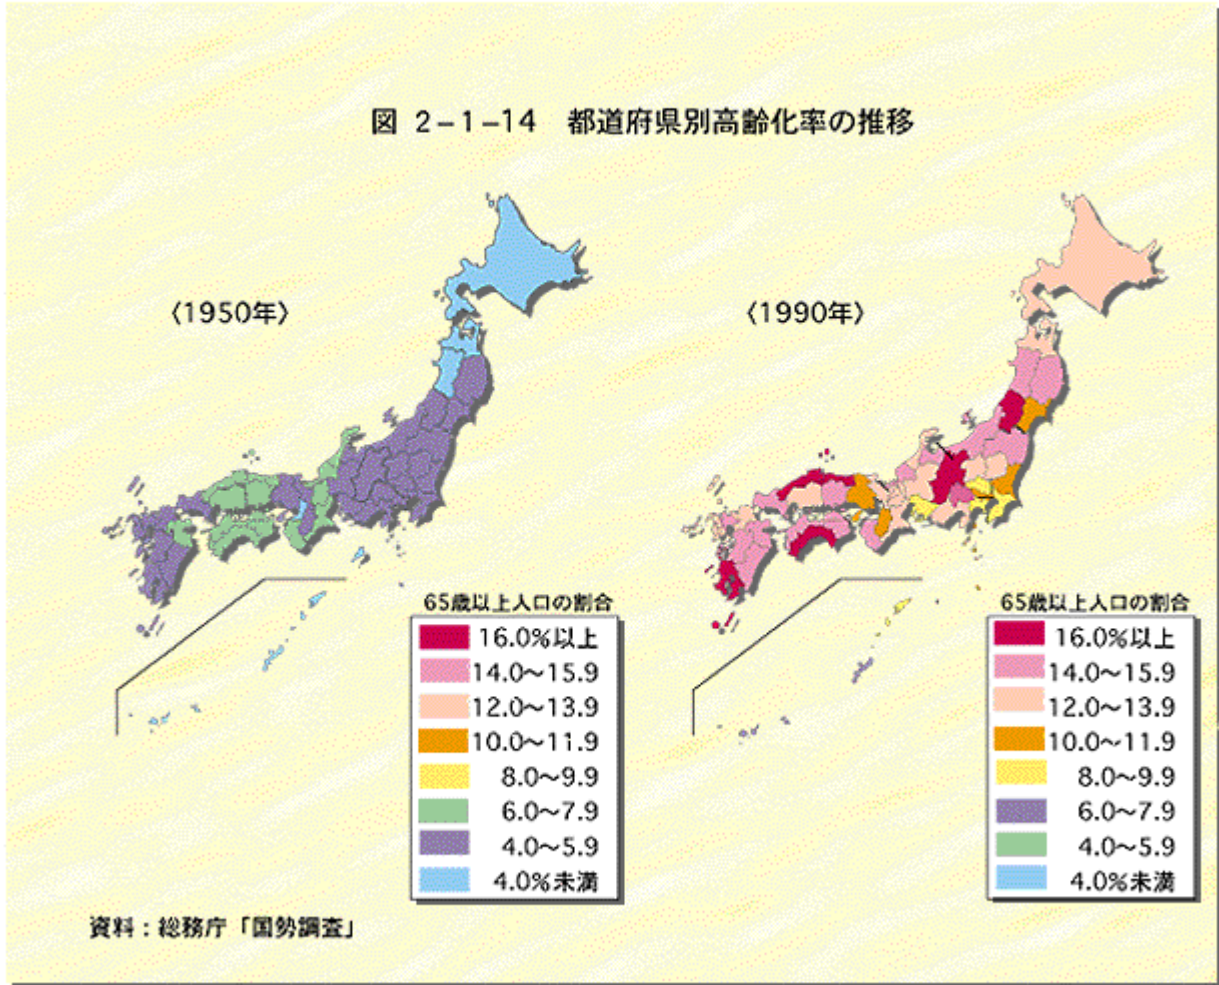 図 2-1-14 都道府県別高齢化率の推移
〈1950年〉
〈1990年〉
65歳以上人口の割合
16.0%以上
14.0〜15.9
12.0〜13.9
10.0〜11.9
8.0〜9.9
6.0〜7.9
4.0〜5.9
4.0%未満
65歳以上人口の割合
16.0%以上
14.0〜15.9
12.0〜13.9
10.0〜11.9
8.0〜9.9
6.0〜7.9
4.0〜5.9
4.0%未満
資料：総務庁「国勢調査」